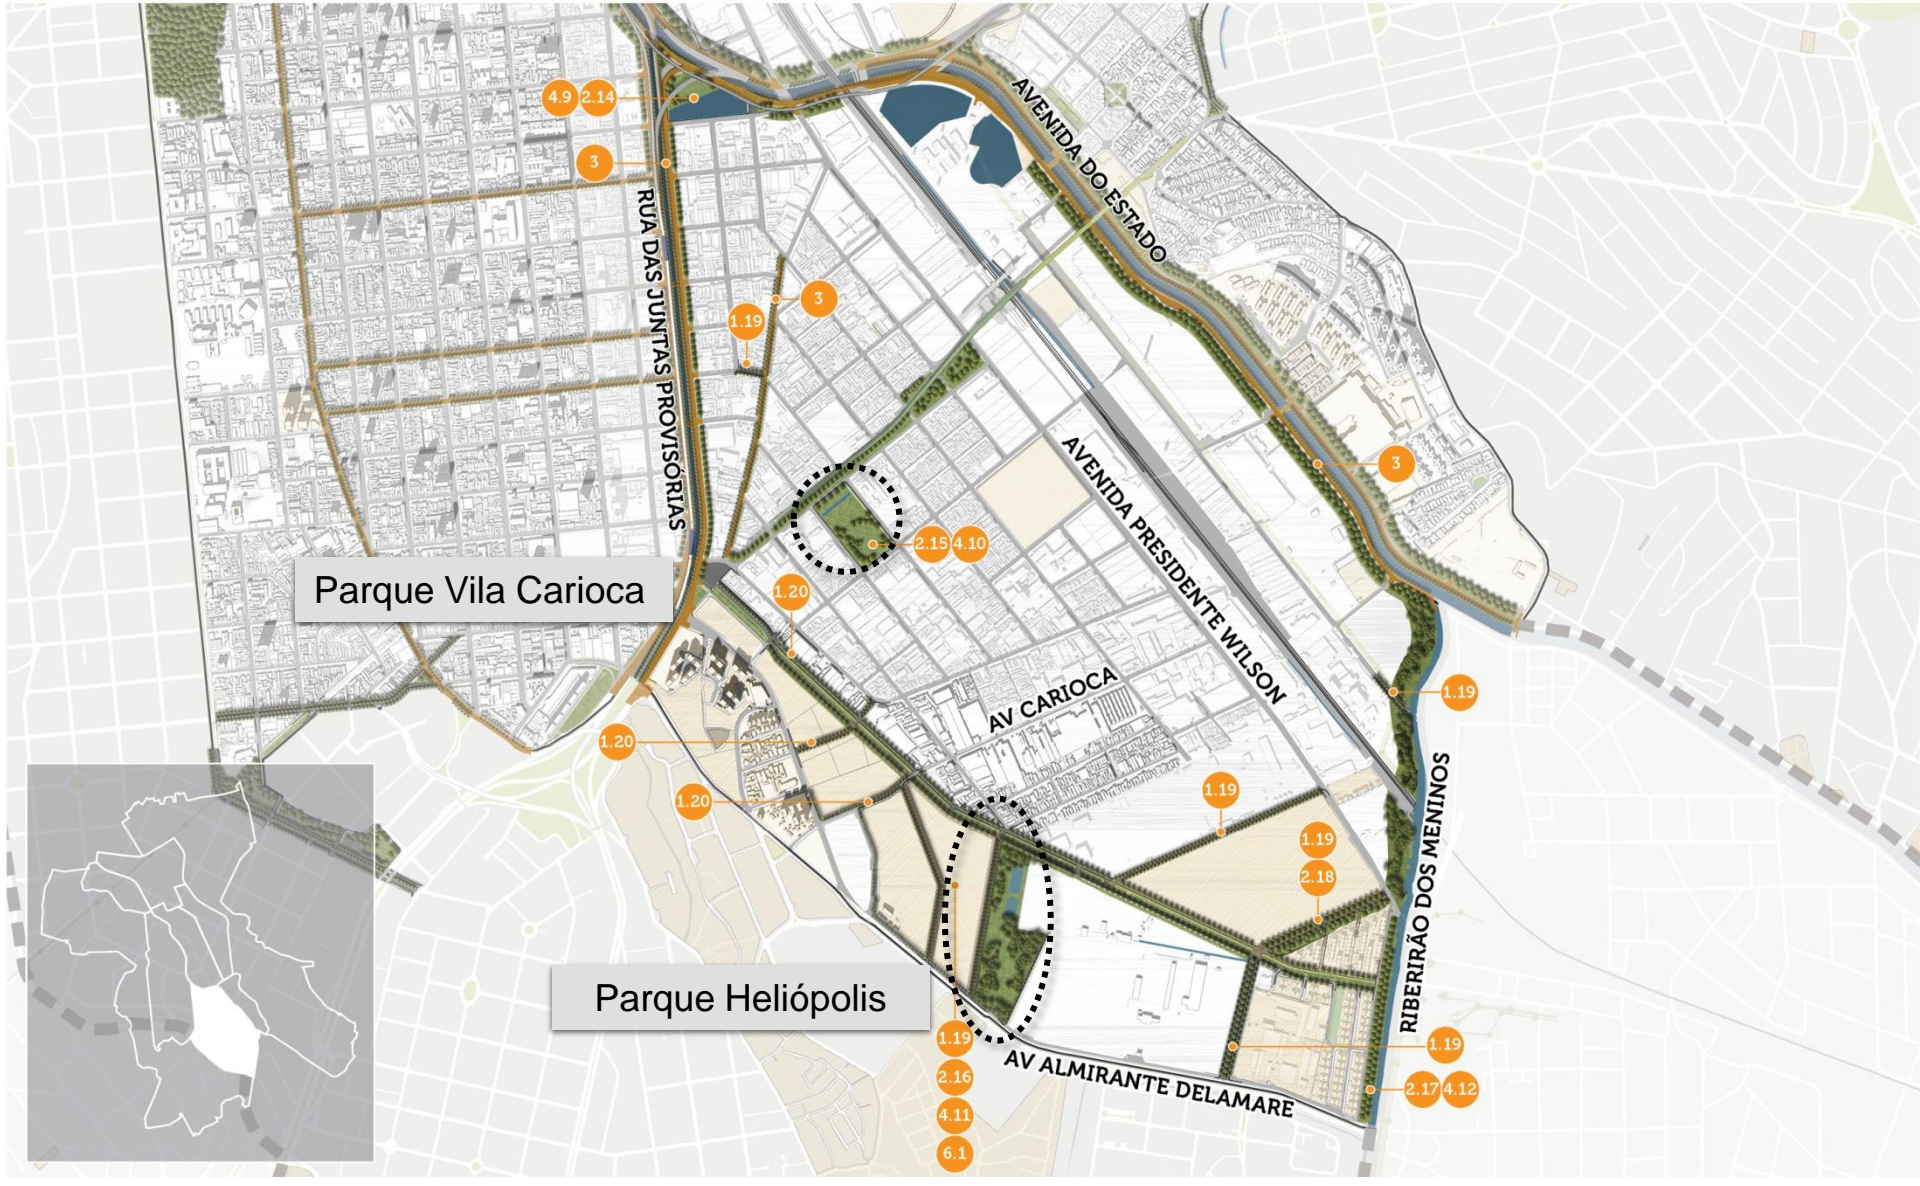 4.9 2.14
3
AVENIDA DO ESTADO
RUA DAS JUNTAS PROVISÓRIAS
3
1.19
3
AVENIDA PRESIDENTE WILSON
2.15 4.10
Parque Vila Carioca
1.20
AV CARIOCA
1.19
1.20
1.20
1.19
1.19
2.18
RIBERIRÃO DOS MENINOS
Parque Heliópolis
1.19
2.16
4.11
6.1
AV ALMIRANTE DELAMARE
1.19
2.17 4.12